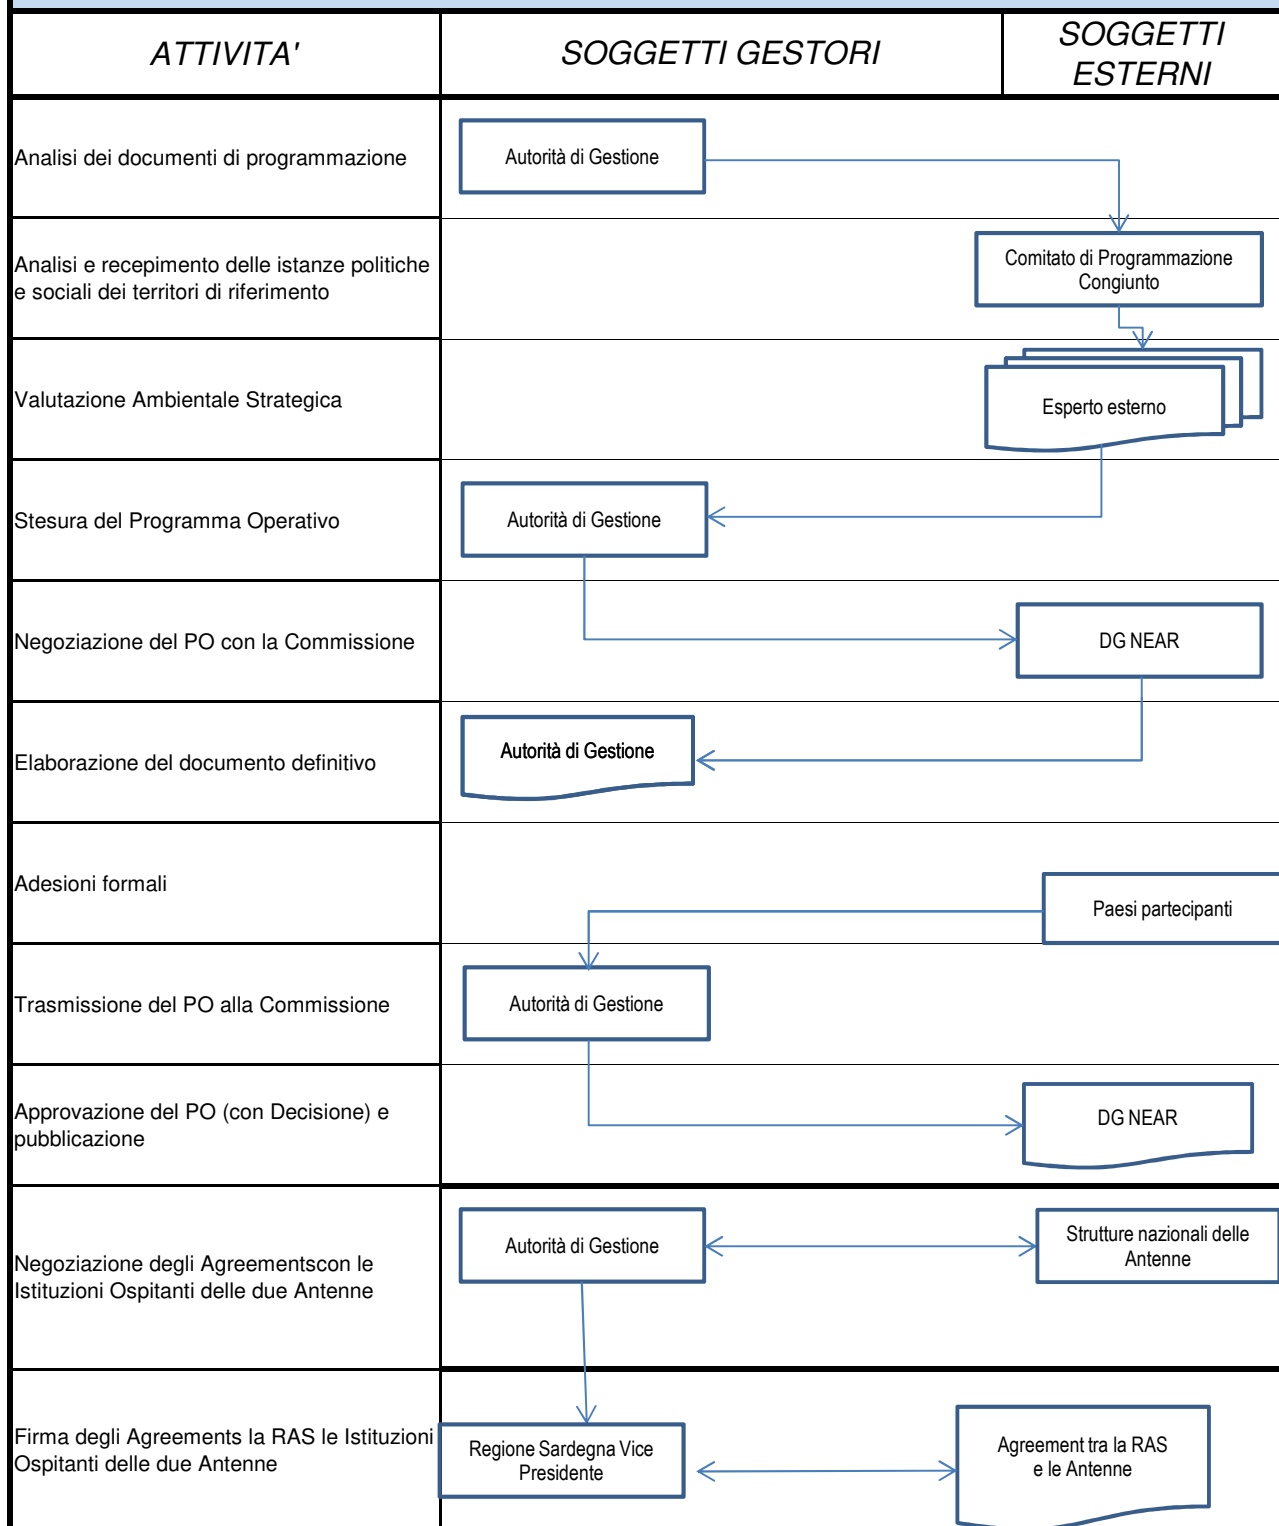 ATTIVITA'
SOGGETTI GESTORI
SOGGETTI
ESTERNI
Analisi dei documenti di programmazione
Autorità di Gestione
Analisi e recepimento delle istanze politiche
e sociali dei territori di riferimento
Comitato di Programmazione
Congiunto
Valutazione Ambientale Strategica
Esperto esterno
Stesura del Programma Operativo
Autorità di Gestione
Negoziazione del PO con la Commissione
DG NEAR
Elaborazione del documento definitivo
Autorità di Gestione
Adesioni formali
Paesi partecipanti
Trasmissione del PO alla Commissione
Autorità di Gestione
Approvazione del PO (con Decisione) e
pubblicazione
DG NEAR
Negoziazione degli Agreementscon le
Istituzioni Ospitanti delle due Antenne
Autorità di Gestione
Strutture nazionali delle
Antenne
Firma degli Agreements la RAS le Istituzioni
Ospitanti delle due Antenne
Regione Sardegna Vice
Presidente
Agreement tra la RAS
e le Antenne